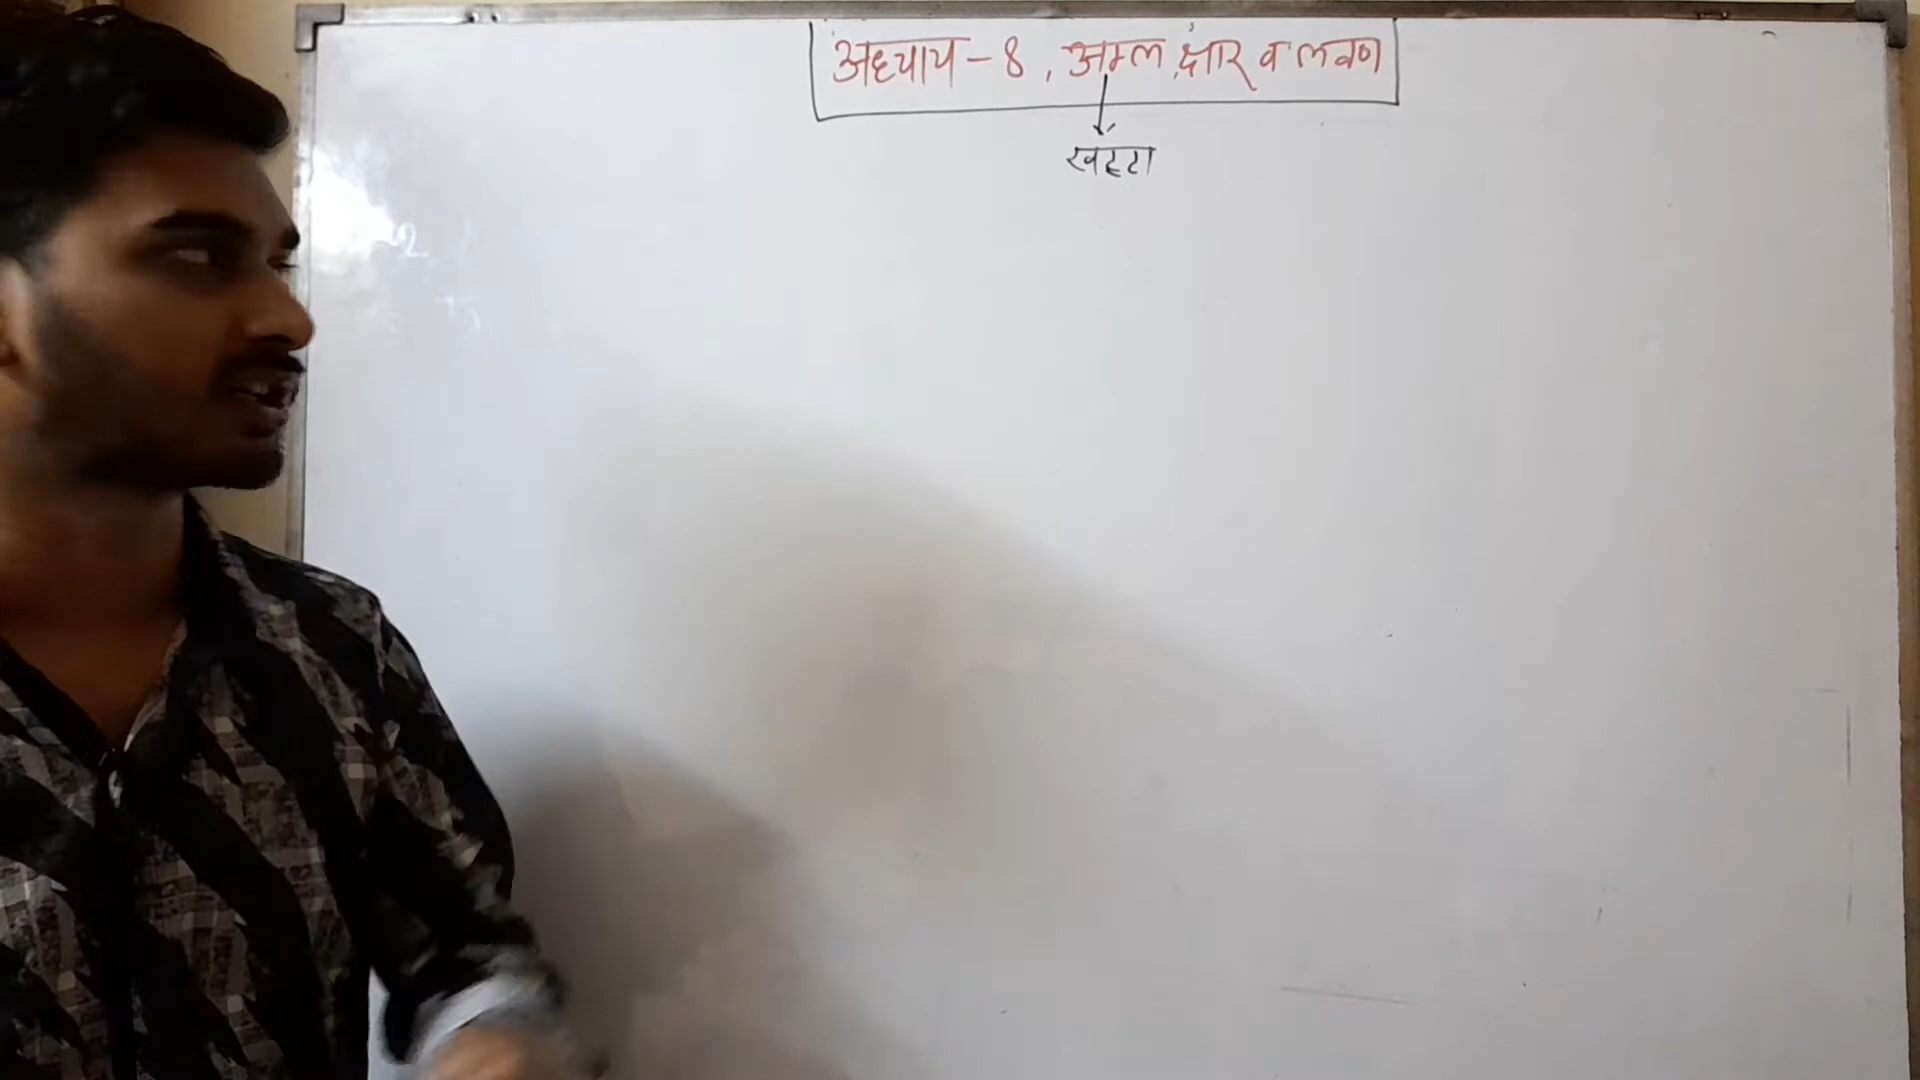 अध्याय - 8, अम्ल, क्षार व लवण
खट्टा